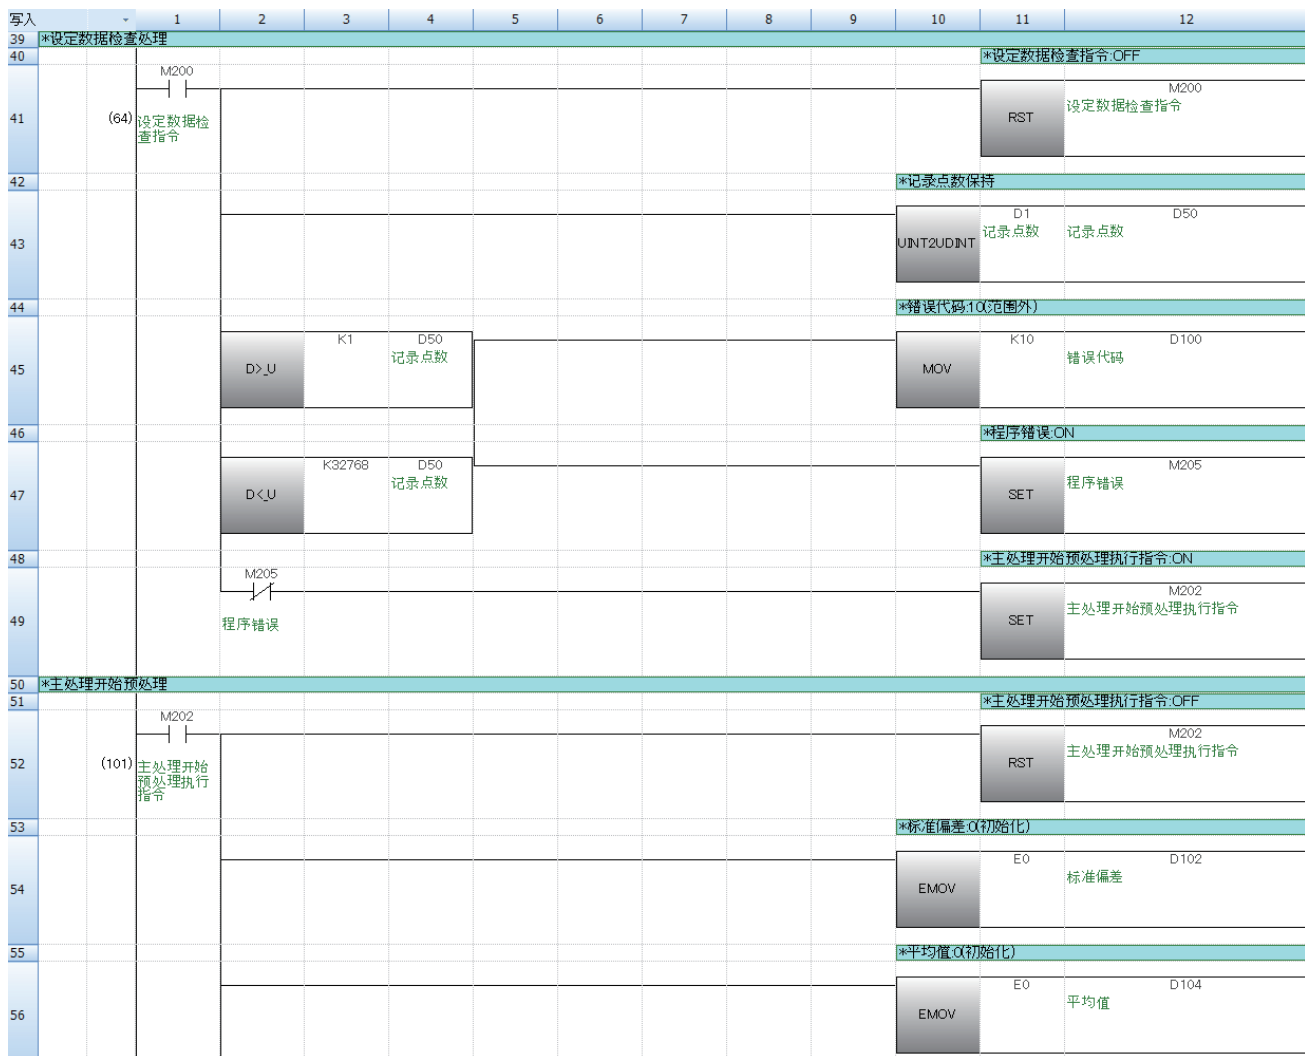 写入 1 2 3 4 5 6 7 8 9 10 11 12
39 *设定数据检查处理
40 *设定数据检查指令:OFF
M200 M200
41 (64) 设定数据检 RST 设定数据检查指令
查指令
42 *记录点数保持
D1 D50
43 UINT2UDINT 记录点数 记录点数
44 *错误代码:10(范围外)
K1 D50 K10 D100
记录点数 错误代码
45 D>_U MOV
46 *程序错误:ON
K32768 D50 M205
记录点数 程序错误
47 D<_U SET
48 *主处理开始预处理执行指令:ON
M205 M202
主处理开始预处理执行指令
49 程序错误 SET
50 *主处理开始预处理
51 *主处理开始预处理执行指令:OFF
M202 M202
主处理开始预处理执行指令
52 (101) 主处理开始 RST
预处理执行
指令
53 *标准偏差:0(初始化)
E0 D102
标准偏差
54 EMOV
55 *平均值:0(初始化)
E0 D104
平均值
56 EMOV